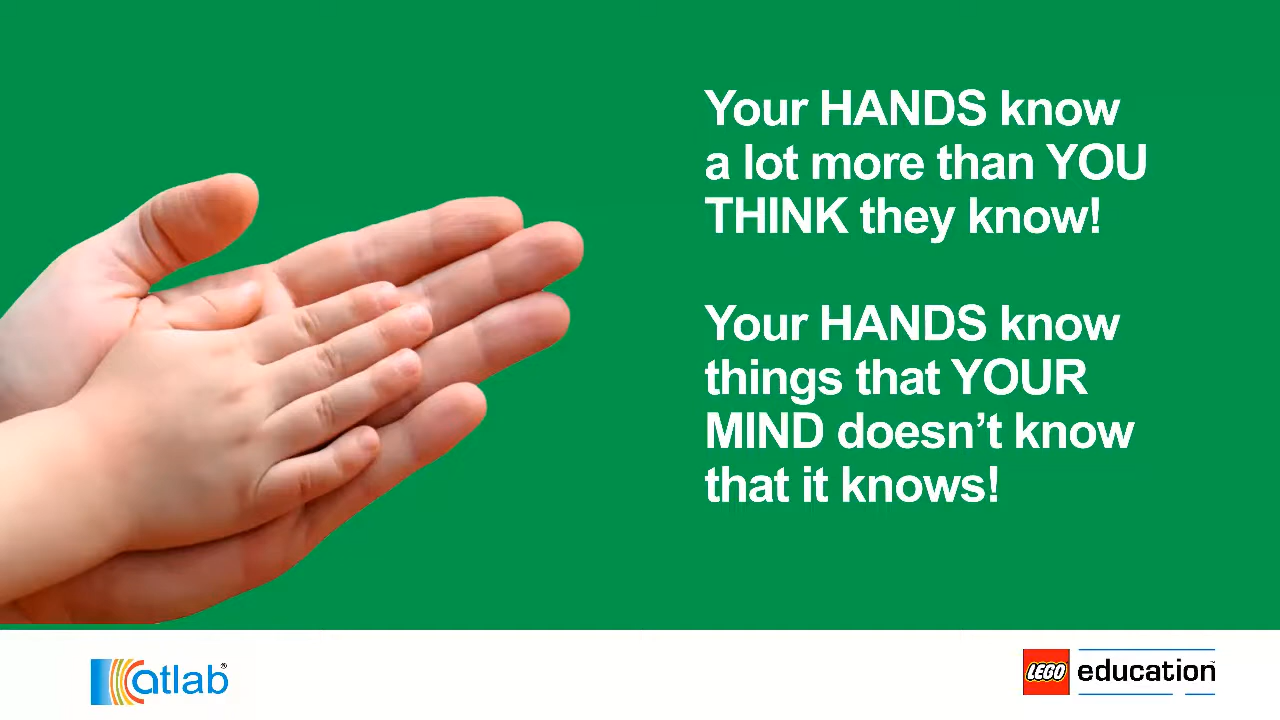 Your HANDS know
a lot more than YOU
THINK they know!
Your HANDS know
things that YOUR
MIND doesn’t know
that it knows!
atlab®
LEGO education™